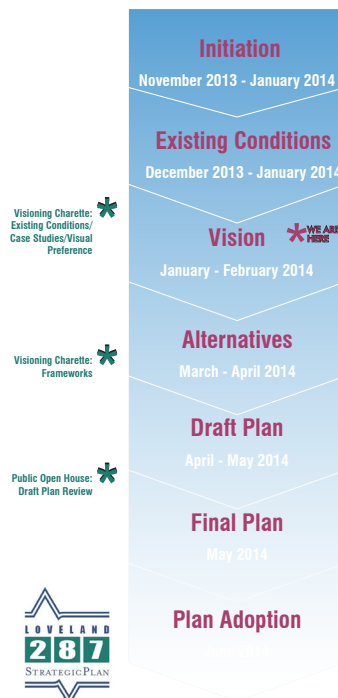 Initiation
November 2013 - January 2014
Existing Conditions
December 2013 - January 2014
Visioning Charette:
Existing Conditions/
Case Studies/Visual
Preference
Vision
WE ARE
HERE
January - February 2014
Alternatives
March - April 2014
Visioning Charette:
Frameworks
Draft Plan
April - May 2014
Public Open House:
Draft Plan Review
Final Plan
May 2014
Plan Adoption
LOVELAND
287
STRATEGIC PLAN